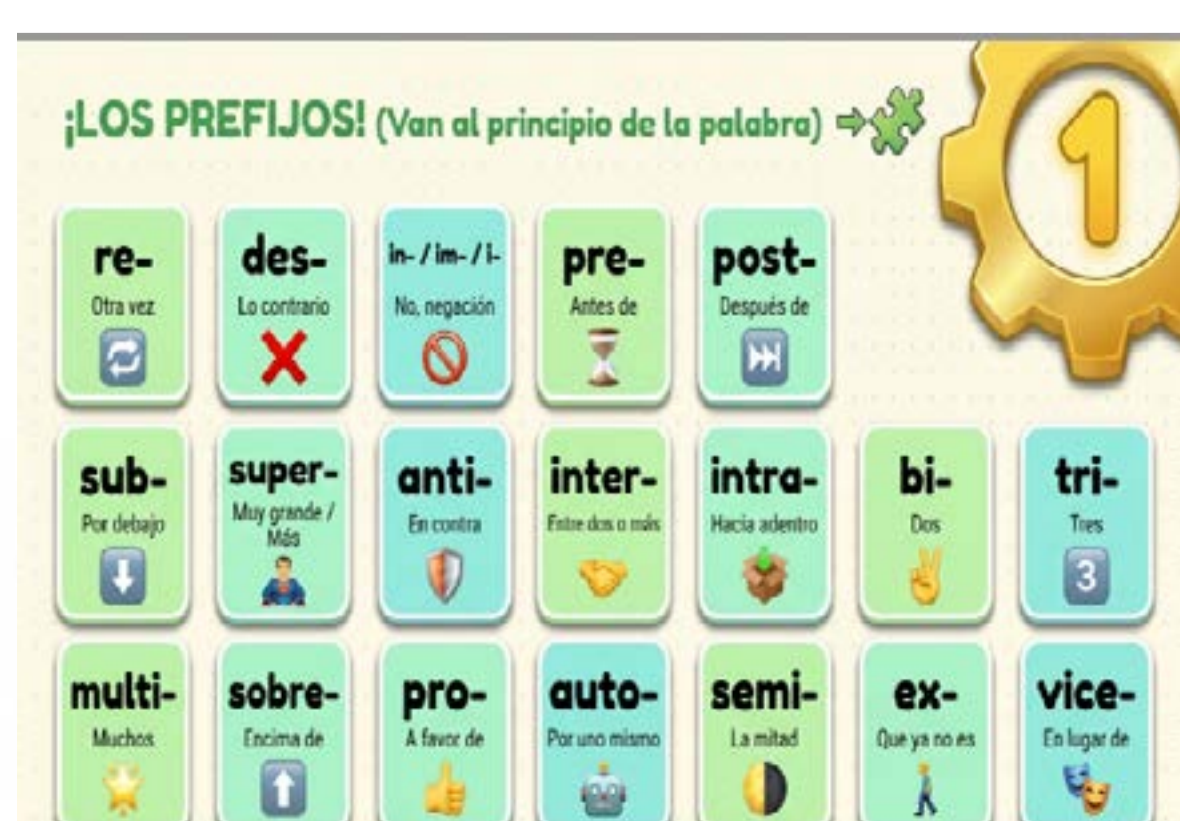 ¡LOS PREFIJOS! (Van al principio de la palabra)
1
re-
Otra vez
des-
Lo contrario
in- / im- / i-
No, negación
pre-
Antes de
post-
Después de
sub-
Por debajo
super-
Muy grande /
Más
anti-
En contra
inter-
Entre dos o más
intra-
Hacia adentro
bi-
Dos
tri-
Tres
3
multi-
Muchos
sobre-
Encima de
pro-
A favor de
auto-
Por uno mismo
semi-
La mitad
ex-
Que ya no es
vice-
En lugar de